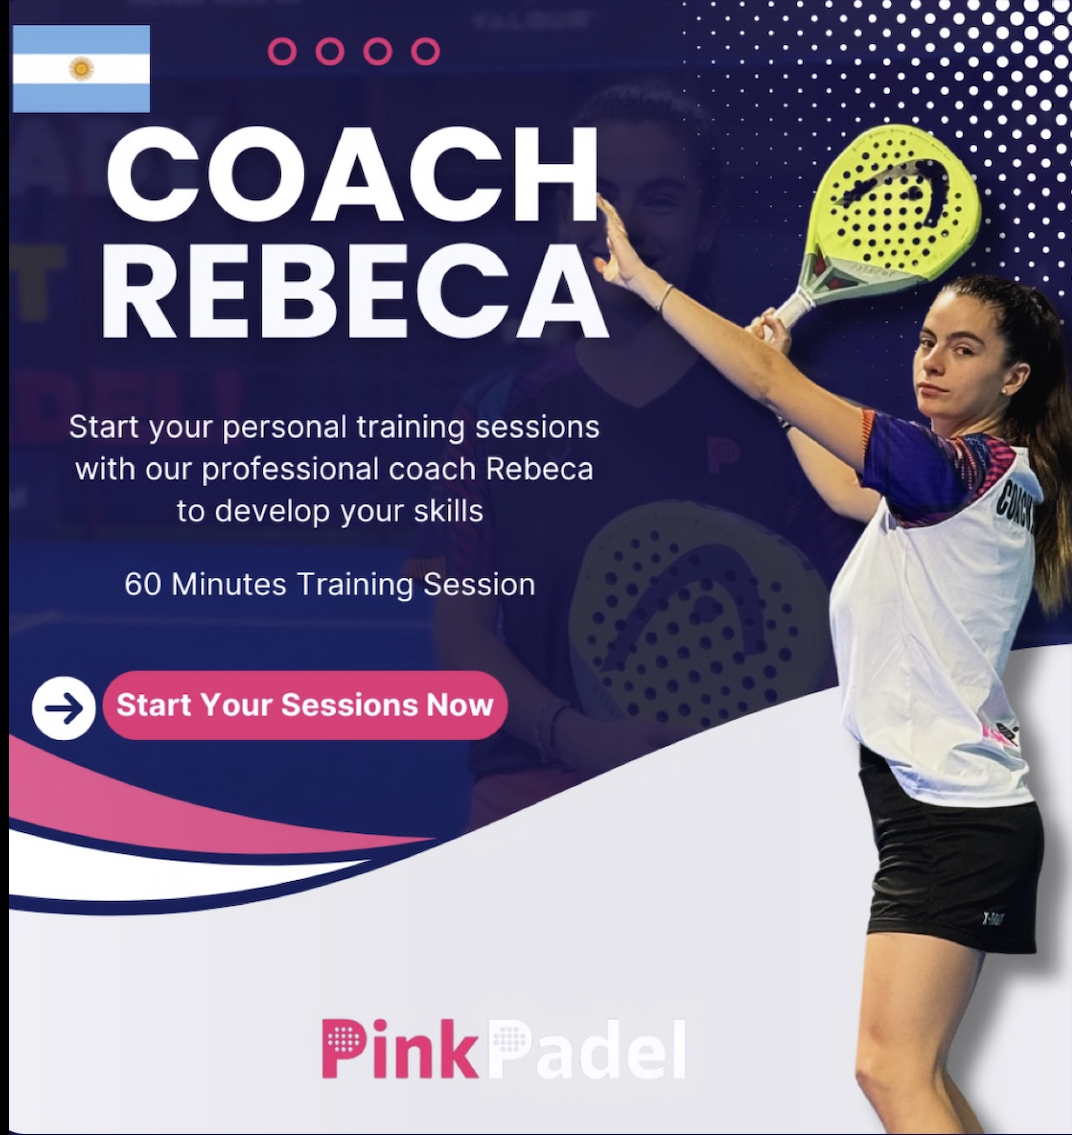 COACH
REBECA
Start your personal training sessions
with our professional coach Rebeca
to develop your skills
60 Minutes Training Session
Start Your Sessions Now
EXTREME
PinkPadel